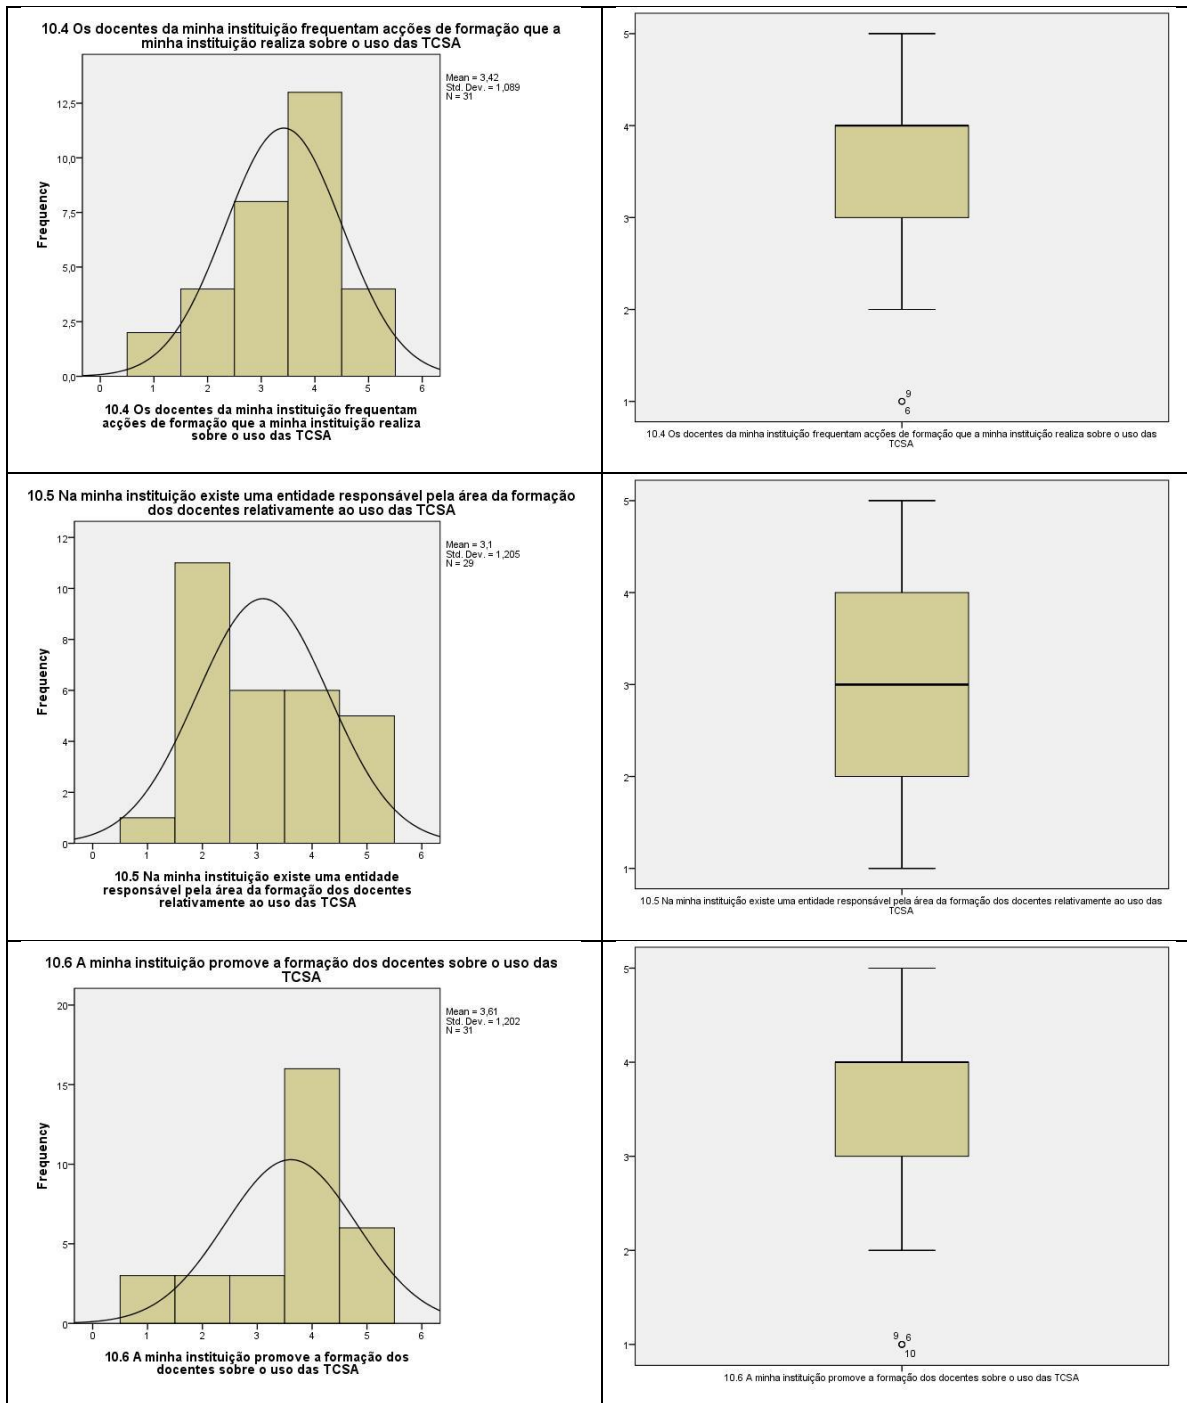 10.4 Os docentes da minha instituição frequentam acções de formação que a
minha instituição realiza sobre o uso das TCSA
Mean = 3,42
Std. Dev. = 1,089
N = 31
Frequency
12,5
10,0
7,5
5,0
2,5
0,0
0 1 2 3 4 5 6
10.4 Os docentes da minha instituição frequentam
acções de formação que a minha instituição realiza
sobre o uso das TCSA
5
4
3
2
1
9
6
10.4 Os docentes da minha instituição frequentam acções de formação que a minha instituição realiza sobre o uso das
TCSA
10.5 Na minha instituição existe uma entidade responsável pela área da formação
dos docentes relativamente ao uso das TCSA
Mean = 3,1
Std. Dev. = 1,205
N = 29
Frequency
12
10
8
6
4
2
0
0 1 2 3 4 5 6
10.5 Na minha instituição existe uma entidade
responsável pela área da formação dos docentes
relativamente ao uso das TCSA
5
4
3
2
1
10.5 Na minha instituição existe uma entidade responsável pela área da formação dos docentes relativamente ao uso das
TCSA
10.6 A minha instituição promove a formação dos docentes sobre o uso das
TCSA
Mean = 3,61
Std. Dev. = 1,202
N = 31
Frequency
20
15
10
5
0
0 1 2 3 4 5 6
10.6 A minha instituição promove a formação dos
docentes sobre o uso das TCSA
5
4
3
2
1
9 6
10
10.6 A minha instituição promove a formação dos docentes sobre o uso das TCSA